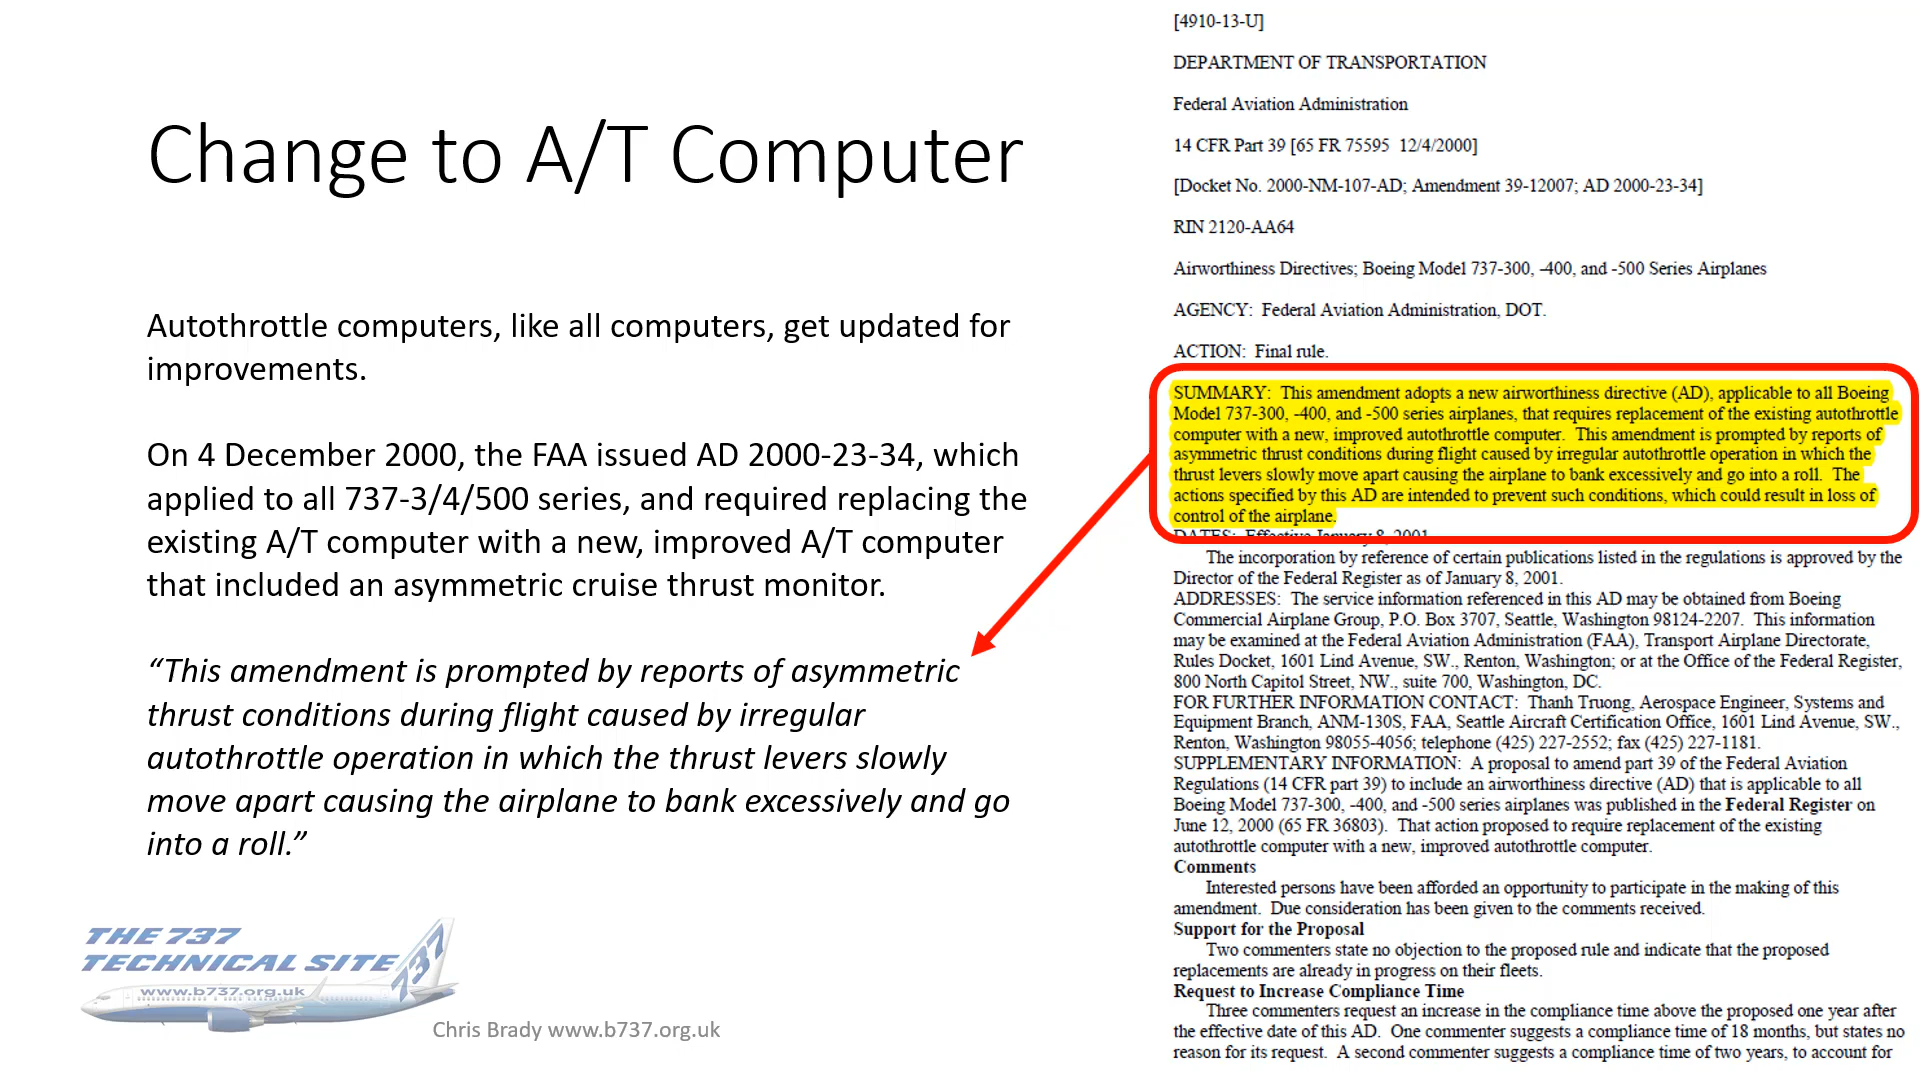 Change to A/T Computer
Autothrottle computers, like all computers, get updated for
improvements.
On 4 December 2000, the FAA issued AD 2000-23-34, which
applied to all 737-3/4/500 series, and required replacing the
existing A/T computer with a new, improved A/T computer
that included an asymmetric cruise thrust monitor.
“This amendment is prompted by reports of asymmetric
thrust conditions during flight caused by irregular
autothrottle operation in which the thrust levers slowly
move apart causing the airplane to bank excessively and go
into a roll.”
THE 737
TECHNICAL SITE
737
www.b737.org.uk
Chris Brady www.b737.org.uk
[4910-13-U]
DEPARTMENT OF TRANSPORTATION
Federal Aviation Administration
14 CFR Part 39 [65 FR 75595  12/4/2000]
[Docket No. 2000-NM-107-AD; Amendment 39-12007; AD 2000-23-34]
RIN 2120-AA64
Airworthiness Directives; Boeing Model 737-300, -400, and -500 Series Airplanes
AGENCY:  Federal Aviation Administration, DOT.
ACTION:  Final rule.
SUMMARY:  This amendment adopts a new airworthiness directive (AD), applicable to all Boeing
Model 737-300, -400, and -500 series airplanes, that requires replacement of the existing autothrottle
computer with a new, improved autothrottle computer.  This amendment is prompted by reports of
asymmetric thrust conditions during flight caused by irregular autothrottle operation in which the
thrust levers slowly move apart causing the airplane to bank excessively and go into a roll.  The
actions specified by this AD are intended to prevent such conditions, which could result in loss of
control of the airplane.
DATES:  Effective January 8, 2001.
The incorporation by reference of certain publications listed in the regulations is approved by the
Director of the Federal Register as of January 8, 2001.
ADDRESSES:  The service information referenced in this AD may be obtained from Boeing
Commercial Airplane Group, P.O. Box 3707, Seattle, Washington 98124-2207.  This information
may be examined at the Federal Aviation Administration (FAA), Transport Airplane Directorate,
Rules Docket, 1601 Lind Avenue, SW., Renton, Washington; or at the Office of the Federal Register,
800 North Capitol Street, NW., suite 700, Washington, DC.
FOR FURTHER INFORMATION CONTACT:  Thanh Truong, Aerospace Engineer, Systems and
Equipment Branch, ANM-130S, FAA, Seattle Aircraft Certification Office, 1601 Lind Avenue, SW.,
Renton, Washington 98055-4056; telephone (425) 227-2552; fax (425) 227-1181.
SUPPLEMENTARY INFORMATION:  A proposal to amend part 39 of the Federal Aviation
Regulations (14 CFR part 39) to include an airworthiness directive (AD) that is applicable to all
Boeing Model 737-300, -400, and -500 series airplanes was published in the Federal Register on
June 12, 2000 (65 FR 36803).  That action proposed to require replacement of the existing
autothrottle computer with a new, improved autothrottle computer.
Comments
Interested persons have been afforded an opportunity to participate in the making of this
amendment.  Due consideration has been given to the comments received.
Support for the Proposal
Two commenters state no objection to the proposed rule and indicate that the proposed
replacements are already in progress on their fleets.
Request to Increase Compliance Time
Three commenters request an increase in the compliance time above the proposed one year after
the effective date of this AD.  One commenter suggests a compliance time of 18 months, but states no
reason for its request.  A second commenter suggests a compliance time of two years, to account for